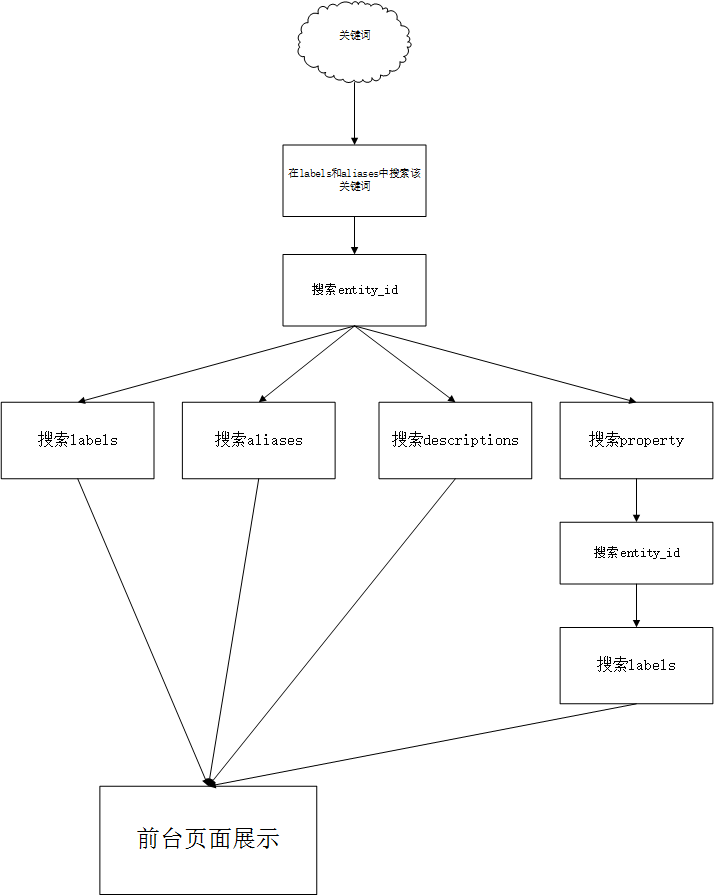 关键词
在labels和aliases中搜索该
关键词
搜索entity_id
搜索labels
搜索aliases
搜索descriptions
搜索property
搜索entity_id
搜索labels
前台页面展示